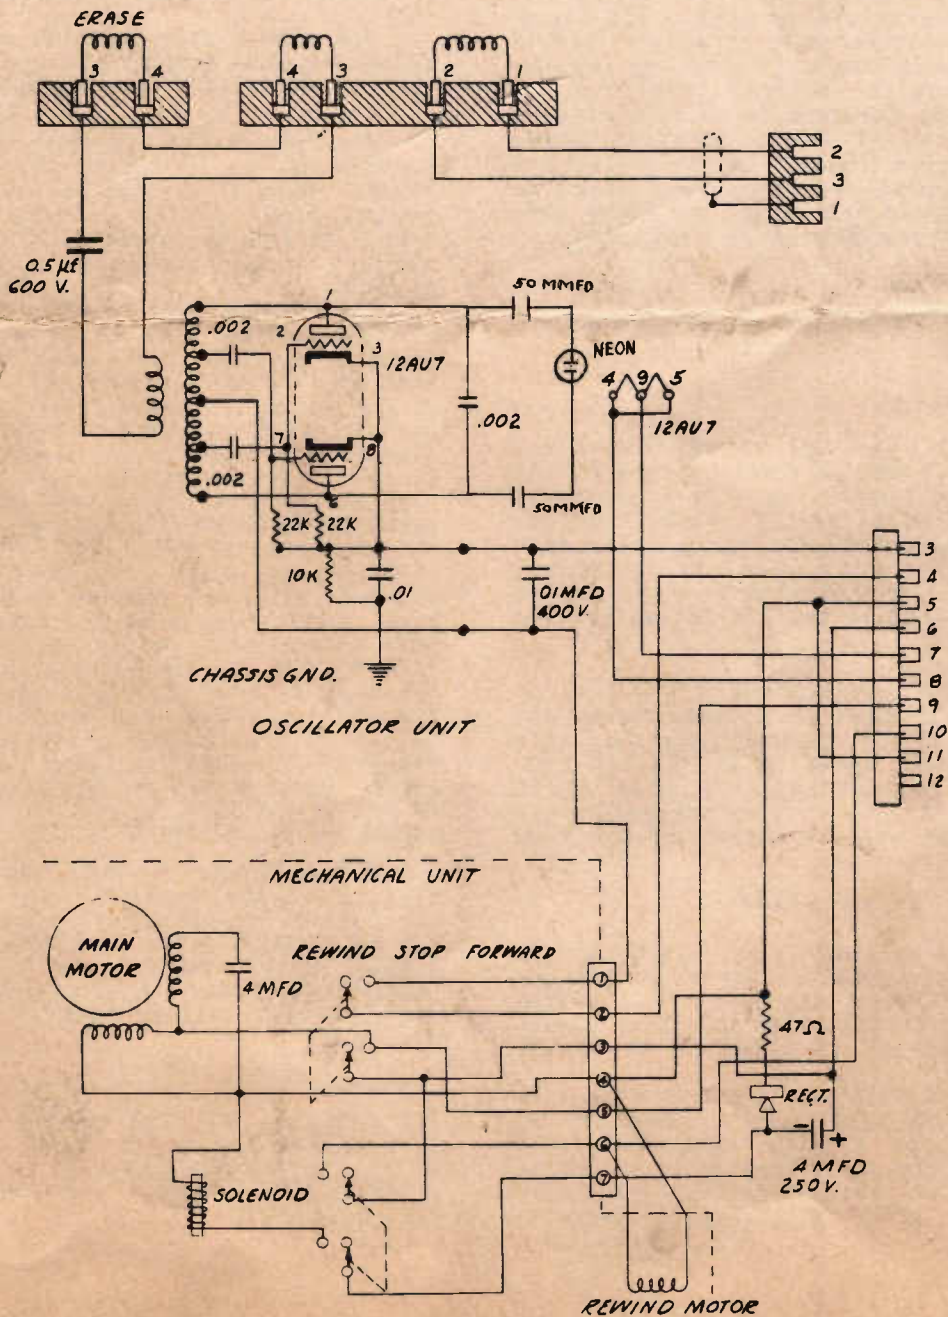 ERASE
3 4 4 3 2 1
2
3
1
0.5 µf
600 V.
50 MMFD
1
.002 2 3
12AU7
NEON
4 9 5
12AU7
.002
7 8
.002
6
50MMFD
22K 22K
10K
.01
.01MFD
400V.
3
4
5
6
7
8
9
10
11
12
CHASSIS GND.
OSCILLATOR UNIT
MECHANICAL UNIT
MAIN
MOTOR
4 MFD
REWIND STOP FORWARD
1
2
3
4
5
6
7
47Ω
RECT.
- +
4 MFD
250V.
SOLENOID
REWIND MOTOR